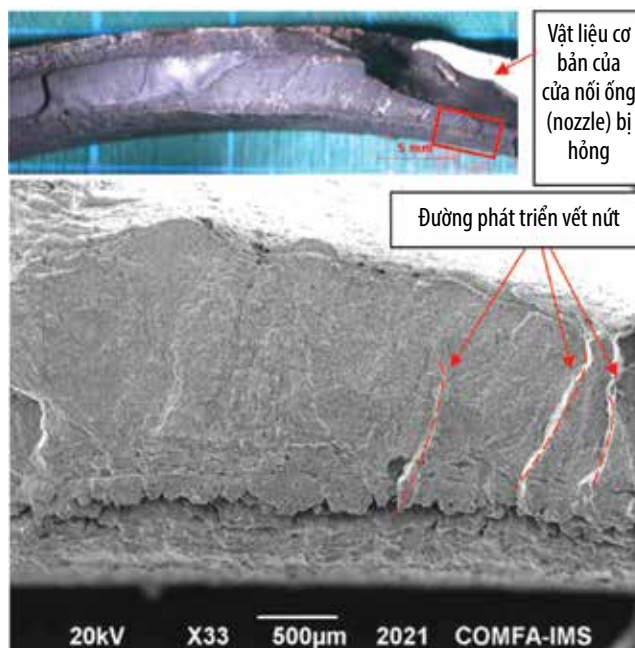 Vật liệu cơ
bản của
cửa nối ống
(nozzle) bị
hỏng
5 mm
Đường phát triển vết nứt
20kV X33 500μm 2021 COMFA-IMS